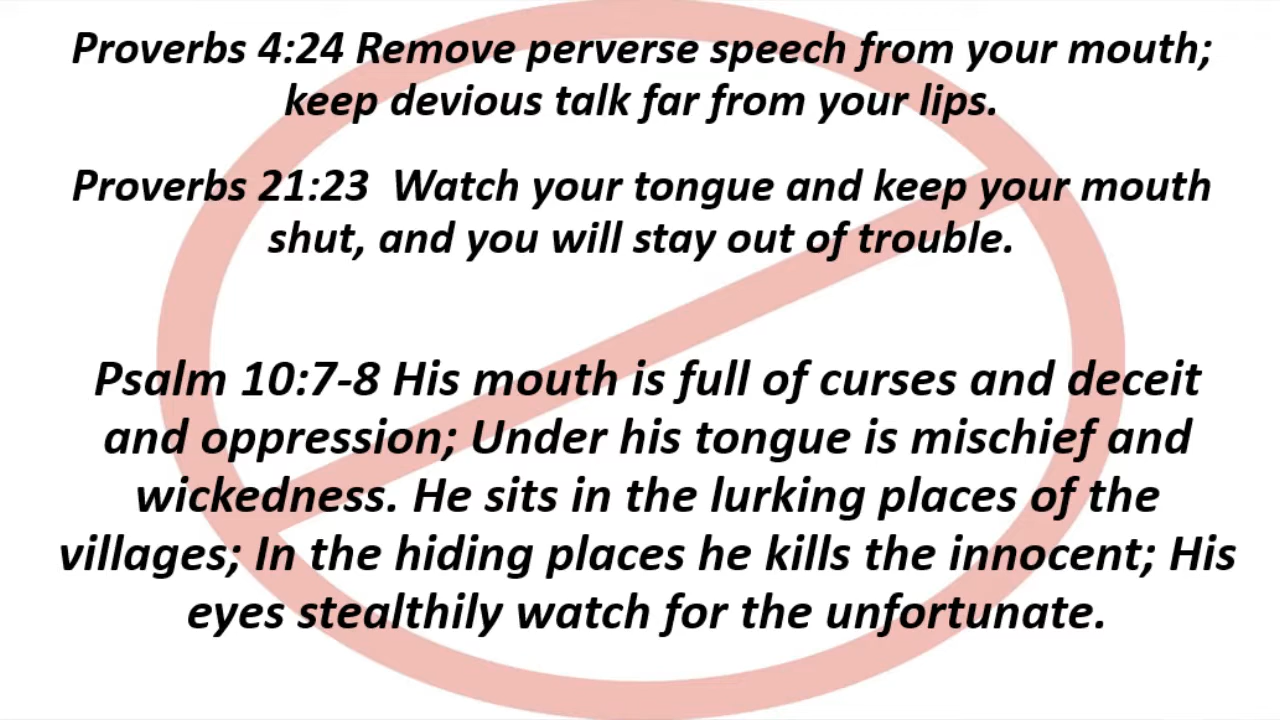 Proverbs 4:24 Remove perverse speech from your mouth;
keep devious talk far from your lips.
Proverbs 21:23  Watch your tongue and keep your mouth
shut, and you will stay out of trouble.
Psalm 10:7-8 His mouth is full of curses and deceit
and oppression; Under his tongue is mischief and
wickedness. He sits in the lurking places of the
villages; In the hiding places he kills the innocent; His
eyes stealthily watch for the unfortunate.